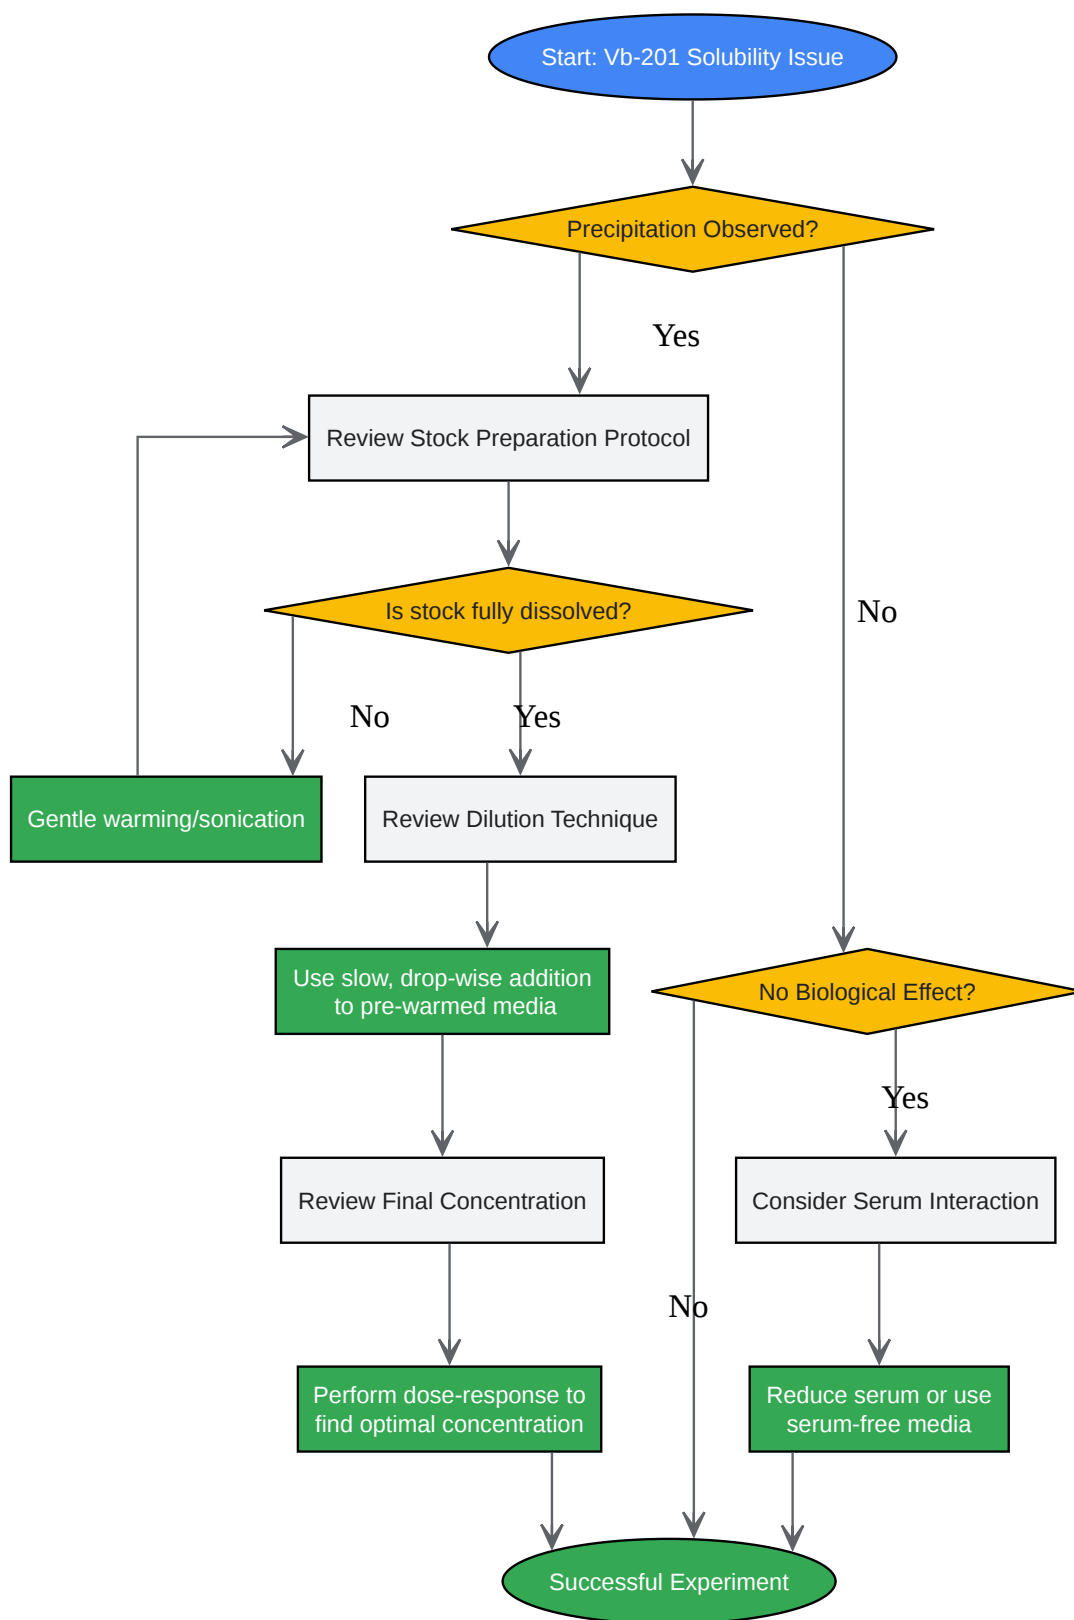 Start: Vb-201 Solubility Issue
Precipitation Observed?
Yes
Review Stock Preparation Protocol
Is stock fully dissolved?
No
No
Yes
Gentle warming/sonication
Review Dilution Technique
Use slow, drop-wise addition
to pre-warmed media
No Biological Effect?
Yes
Review Final Concentration
Consider Serum Interaction
No
Perform dose-response to
find optimal concentration
Reduce serum or use
serum-free media
Successful Experiment